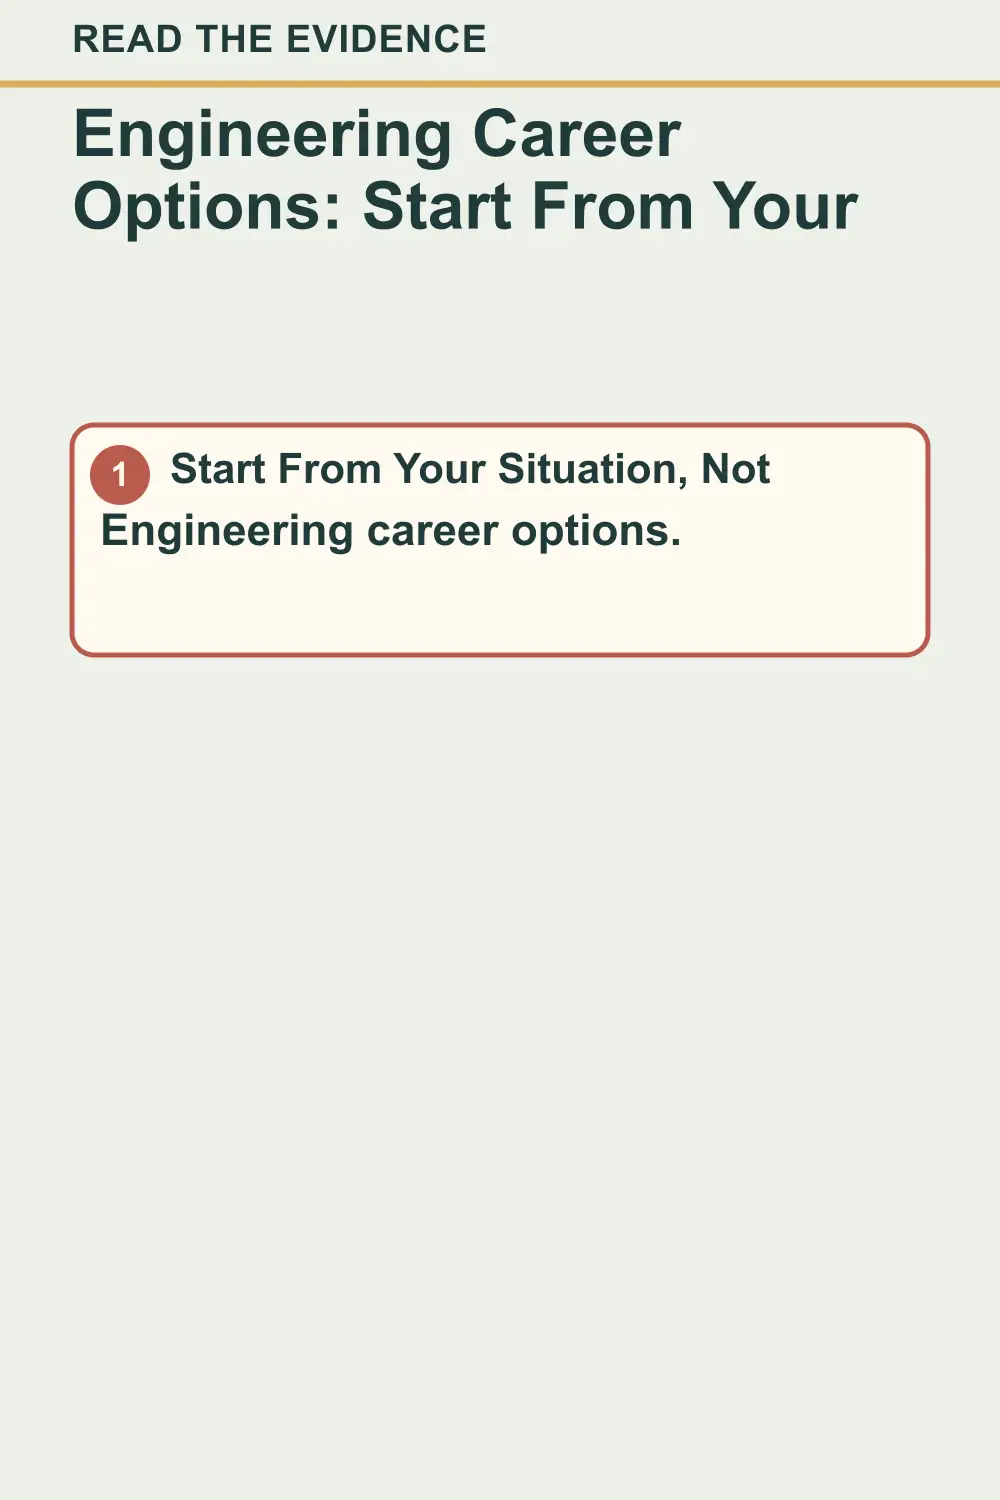 READ THE EVIDENCE
Engineering Career
Options: Start From Your
1 Start From Your Situation, Not
Engineering career options.